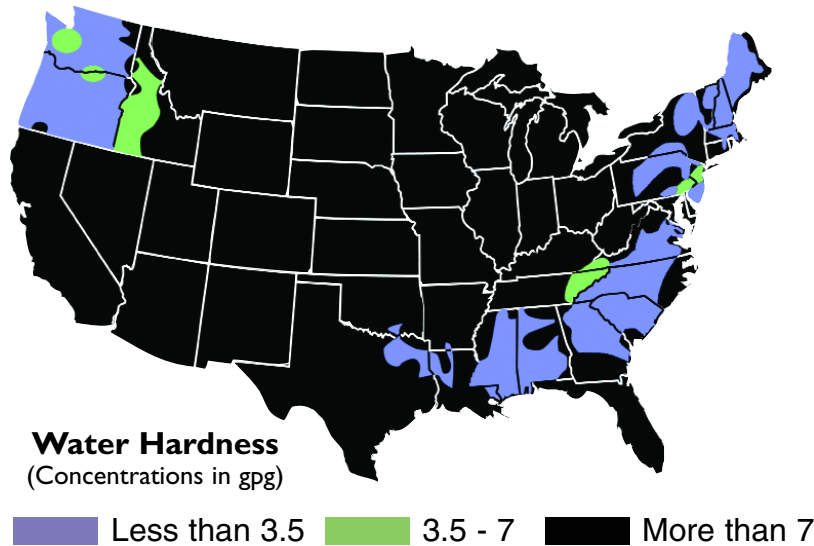 Water Hardness
(Concentrations in gpg)
Less than 3.5 3.5 - 7 More than 7